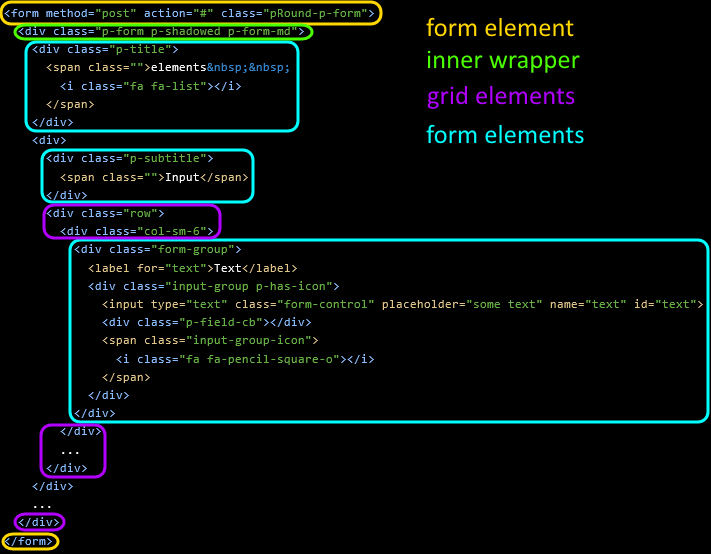 <form method="post" action="#" class="pRound-p-form">
<div class="p-form p-shadowed p-form-md">
<div class="p-title">
<span class="">elements&nbsp;&nbsp;
<i class="fa fa-list"></i>
</span>
</div>
<div>
<div class="p-subtitle">
<span class="">Input</span>
</div>
<div class="row">
<div class="col-sm-6">
<div class="form-group">
<label for="text">Text</label>
<div class="input-group p-has-icon">
<input type="text" class="form-control" placeholder="some text" name="text" id="text">
<div class="p-field-cb"></div>
<span class="input-group-icon">
<i class="fa fa-pencil-square-o"></i>
</span>
</div>
</div>
</div>
...
</div>
</div>
...
</div>
</form>
form element
inner wrapper
grid elements
form elements